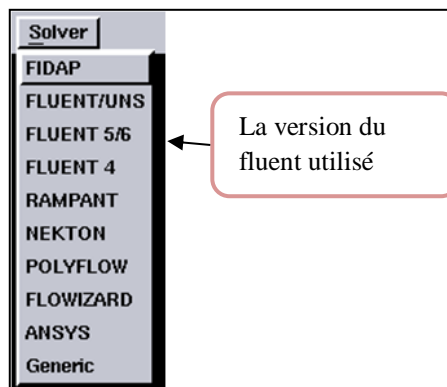 Solver
FIDAP
FLUENT/UNS
FLUENT 5/6
FLUENT 4
RAMPANT
NEKTON
POLYFLOW
FLOWIZARD
ANSYS
Generic
La version du
fluent utilisé